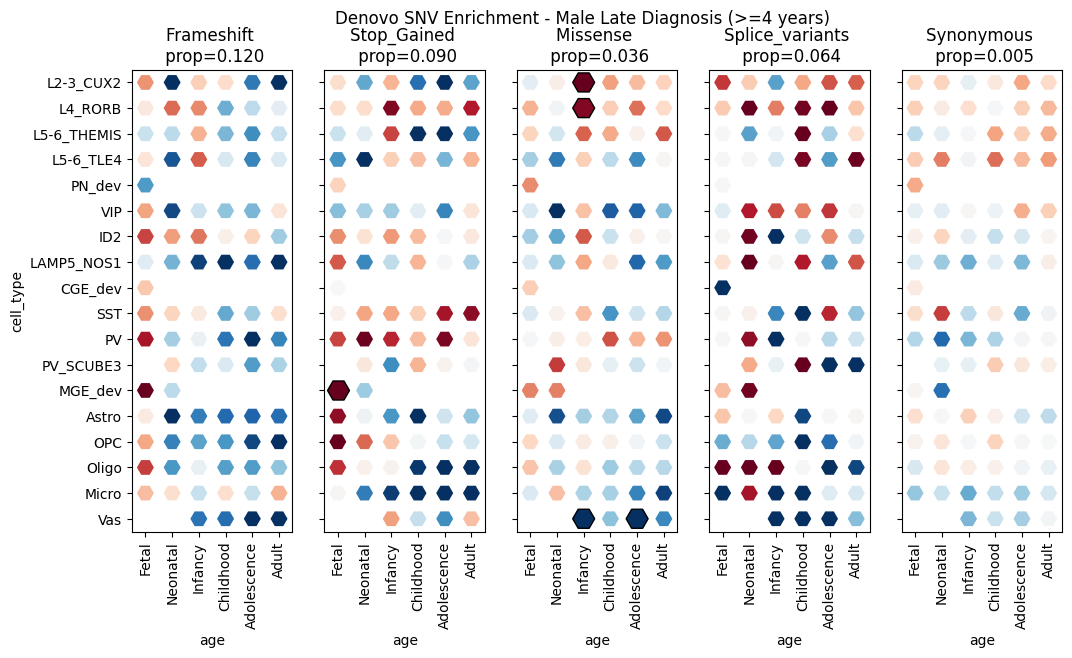 Denovo SNV Enrichment - Male Late Diagnosis (>=4 years)
Frameshift
prop=0.120
Stop_Gained
prop=0.090
Missense
prop=0.036
Splice_variants
prop=0.064
Synonymous
prop=0.005
cell_type
L2-3_CUX2
L4_RORB
L5-6_THEMIS
L5-6_TLE4
PN_dev
VIP
ID2
LAMP5_NOS1
CGE_dev
SST
PV
PV_SCUBE3
MGE_dev
Astro
OPC
Oligo
Micro
Vas
Fetal
Neonatal
Infancy
Childhood
Adolescence
Adult
age
Fetal
Neonatal
Infancy
Childhood
Adolescence
Adult
age
Fetal
Neonatal
Infancy
Childhood
Adolescence
Adult
age
Fetal
Neonatal
Infancy
Childhood
Adolescence
Adult
age
Fetal
Neonatal
Infancy
Childhood
Adolescence
Adult
age